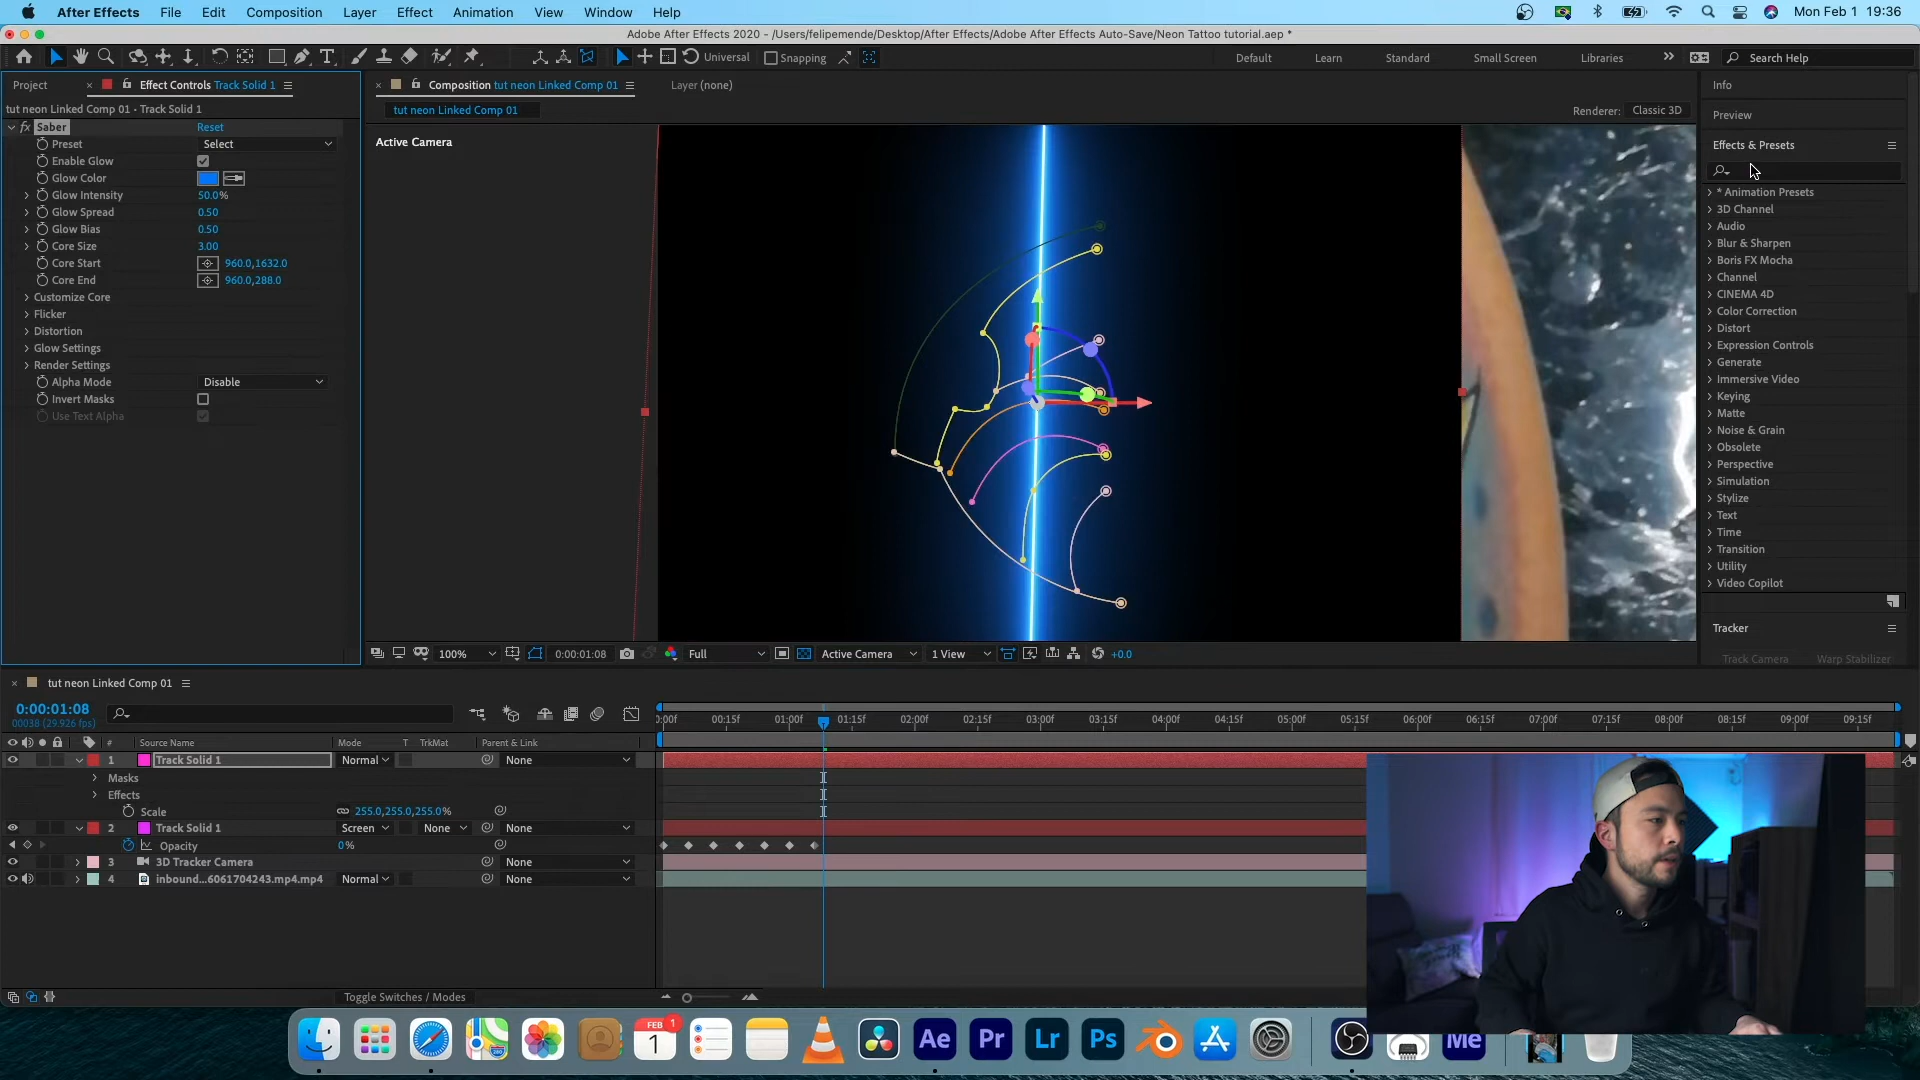 After Effects File Edit Composition Layer Effect Animation View Window Help Mon Feb 1 19:36
Adobe After Effects 2020 - /Users/felipemende/Desktop/After Effects/Adobe After Effects Auto-Save/Neon Tattoo tutorial.aep *
Universal Snapping Default Learn Standard Small Screen Libraries Search Help
Project Effect Controls Track Solid 1
tut neon Linked Comp 01 • Track Solid 1
fx Saber Reset
Preset Select
Enable Glow
Glow Color
Glow Intensity 50.0%
Glow Spread 0.50
Glow Bias 0.50
Core Size 3.00
Core Start 960.0,1632.0
Core End 960.0,288.0
Customize Core
Flicker
Distortion
Glow Settings
Render Settings
Alpha Mode Disable
Invert Masks
Use Text Alpha
Composition tut neon Linked Comp 01 Layer (none)
tut neon Linked Comp 01 Renderer: Classic 3D
Active Camera
100% 0:00:01:08 Full Active Camera 1 View +0.0
Info
Preview
Effects & Presets
* Animation Presets
3D Channel
Audio
Blur & Sharpen
Boris FX Mocha
Channel
CINEMA 4D
Color Correction
Distort
Expression Controls
Generate
Immersive Video
Keying
Matte
Noise & Grain
Obsolete
Perspective
Simulation
Stylize
Text
Time
Transition
Utility
Video Copilot
Tracker
Track Camera Warp Stabilizer
tut neon Linked Comp 01
0:00:01:08
00038 (29.926 fps)
:00f 00:15f 01:00f 01:15f 02:00f 02:15f 03:00f 03:15f 04:00f 04:15f 05:00f 05:15f 06:00f 06:15f 07:00f 07:15f 08:00f 08:15f 09:00f 09:15f
# Source Name Mode T TrkMat Parent & Link
1 Track Solid 1 Normal None
Masks
Effects
Scale 255.0,255.0,255.0%
2 Track Solid 1 Screen None None
Opacity 0%
3 3D Tracker Camera None
4 inbound...6061704243.mp4.mp4 Normal None
Toggle Switches / Modes
FEB 1
1
Ae Pr Lr Ps Me